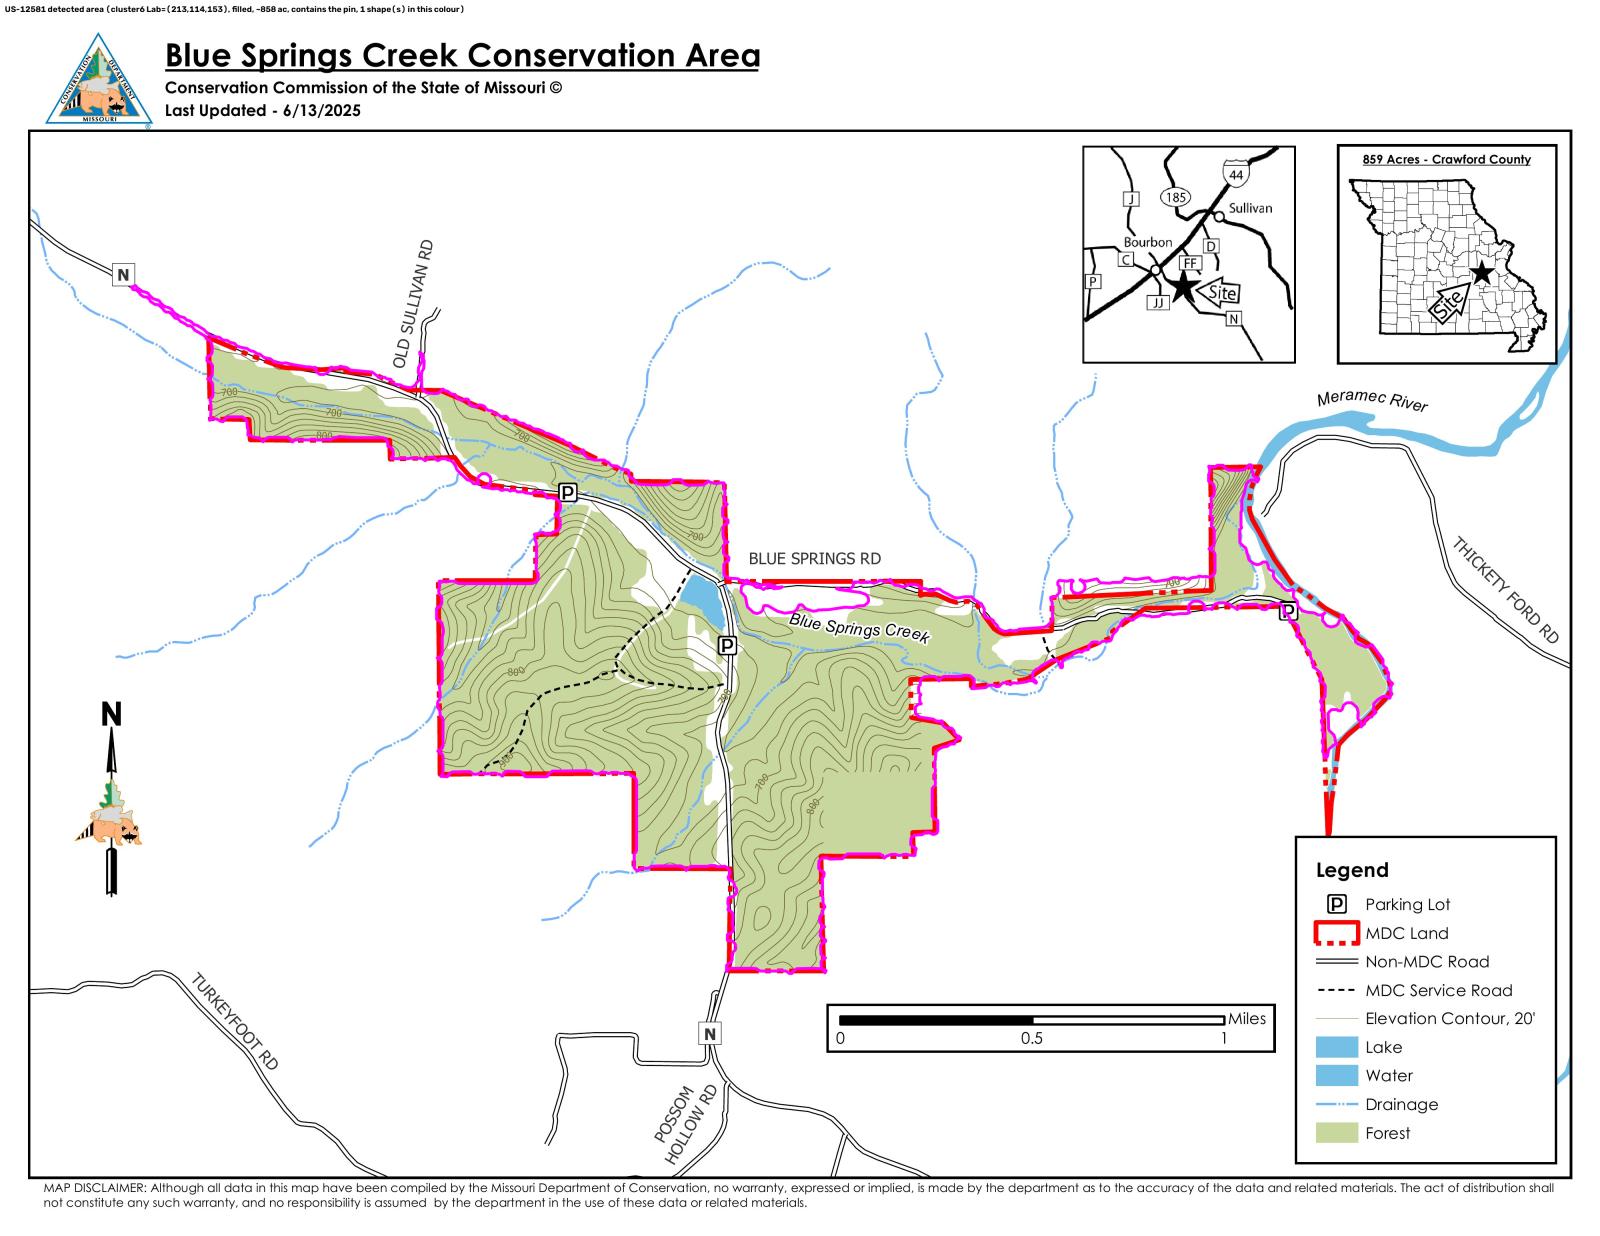 US-12581 detected area (cluster6 Lab=(213,114,153), filled, ~858 ac, contains the pin, 1 shape(s) in this colour)
Blue Springs Creek Conservation Area
Conservation Commission of the State of Missouri ©
Last Updated - 6/13/2025
CONSERVATION
DEPARTMENT
MISSOURI
®
859 Acres - Crawford County
Site
44
185
J
Sullivan
Bourbon
D
C
FF
P
JJ
Site
N
N
OLD SULLIVAN RD
Meramec River
700
700
800
700
P
700
BLUE SPRINGS RD
THICKETY FORD RD
700
P
Blue Springs Creek
P
800
700
N
800
700
800
TURKEYFOOT RD
N
POSSOM
HOLLOW RD
Miles
0
0.5
1
Legend
P Parking Lot
MDC Land
Non-MDC Road
MDC Service Road
Elevation Contour, 20'
Lake
Water
Drainage
Forest
MAP DISCLAIMER: Although all data in this map have been compiled by the Missouri Department of Conservation, no warranty, expressed or implied, is made by the department as to the accuracy of the data and related materials. The act of distribution shall
not constitute any such warranty, and no responsibility is assumed by the department in the use of these data or related materials.